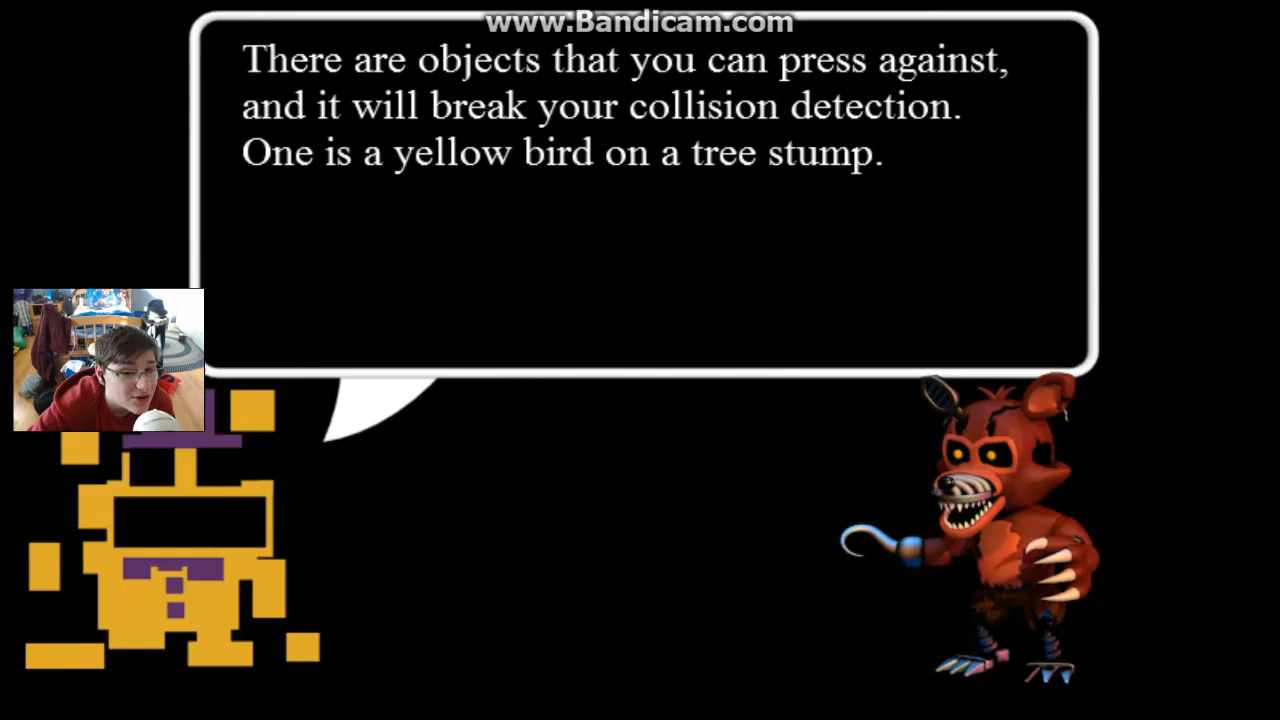 www.Bandicam.com
There are objects that you can press against,
and it will break your collision detection.
One is a yellow bird on a tree stump.